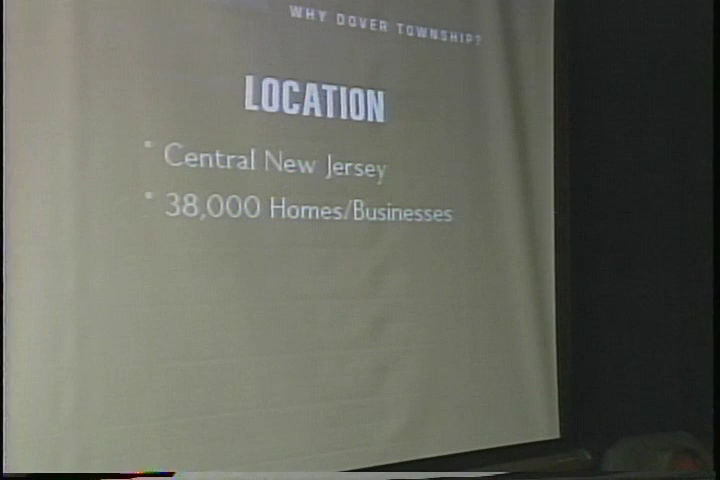 WHY DOVER TOWNSHIP?
LOCATION
• Central New Jersey
• 38,000 Homes/Businesses